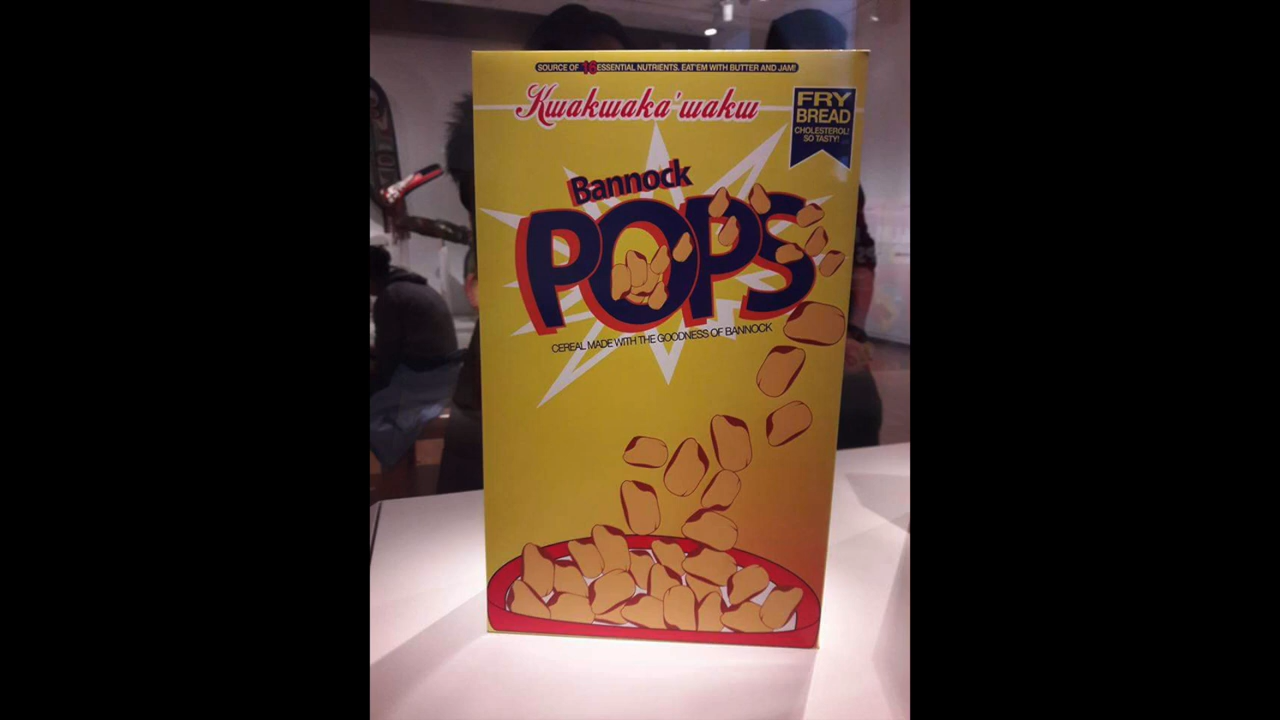 SOURCE OF 16 ESSENTIAL NUTRIENTS. EAT'EM WITH BUTTER AND JAM!
Kwakwaka'wakw
FRY
BREAD
CHOLESTEROL!
SO TASTY!
Bannock
POPS
CEREAL MADE WITH THE GOODNESS OF BANNOCK